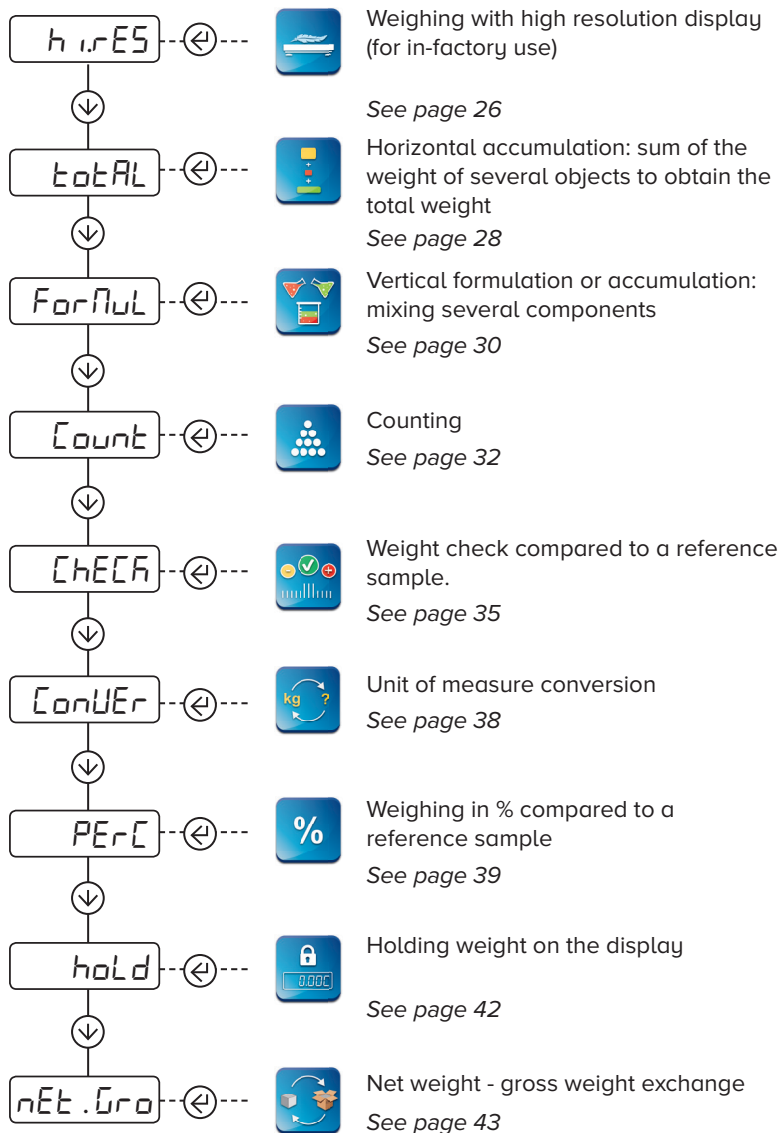 hi.rES
Weighing with high resolution display
(for in-factory use)
See page 26
totAL
Horizontal accumulation: sum of the
weight of several objects to obtain the
total weight
See page 28
ForMuL
Vertical formulation or accumulation:
mixing several components
See page 30
Count
Counting
See page 32
ChECK
Weight check compared to a reference
sample.
See page 35
ConVEr
kg ?
Unit of measure conversion
See page 38
PErC
%
Weighing in % compared to a
reference sample
See page 39
hoLd
0.00C
Holding weight on the display
See page 42
nEt.Gro
Net weight - gross weight exchange
See page 43